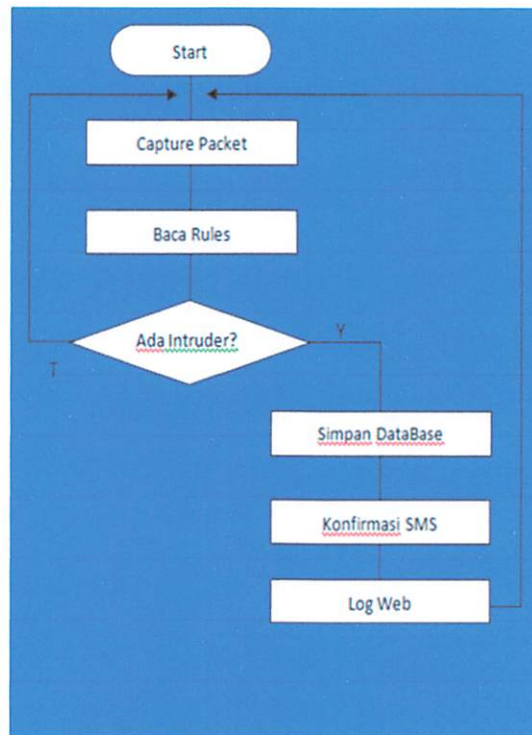 Start
Capture Packet
Baca Rules
Ada Intruder?
Y
T
Simpan DataBase
Konfirmasi SMS
Log Web